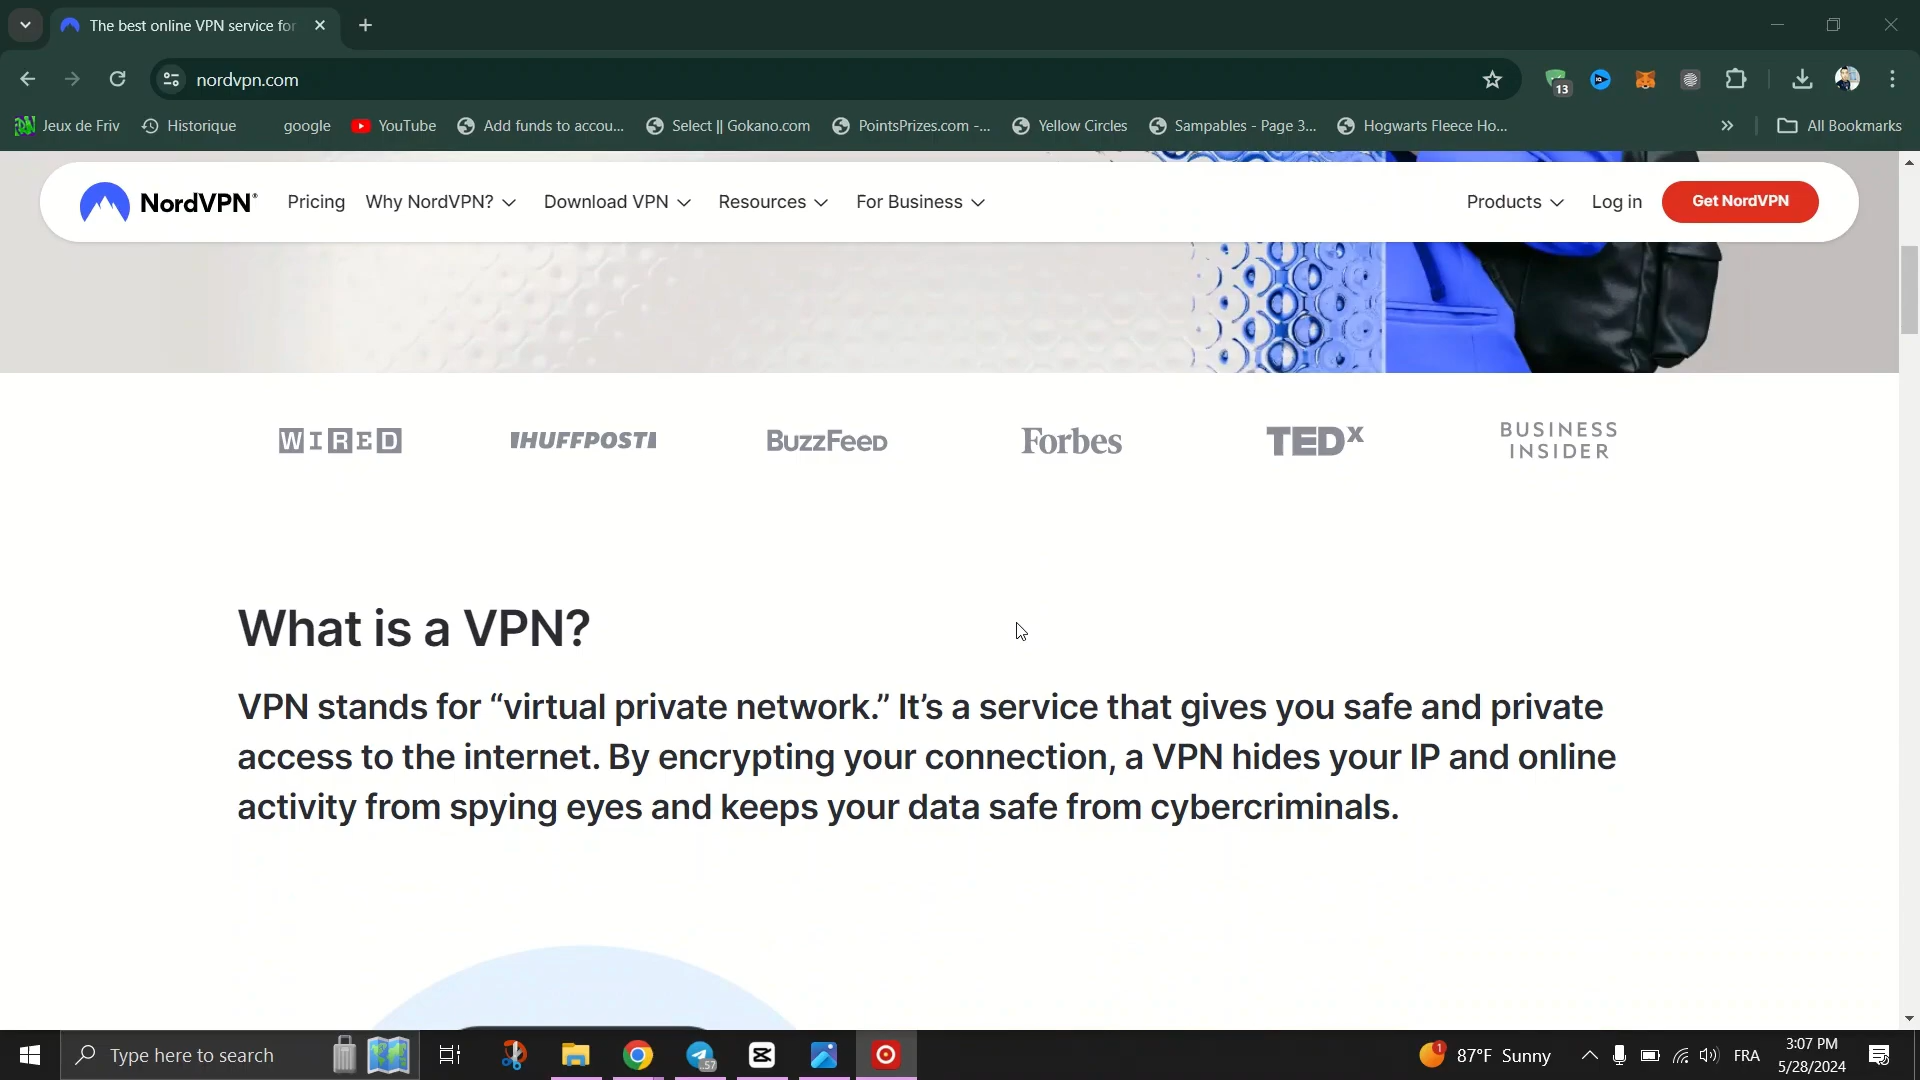 The best online VPN service for
nordvpn.com
13
Jeux de Friv
Historique
google
YouTube
Add funds to accou...
Select || Gokano.com
PointsPrizes.com -...
Yellow Circles
Sampables - Page 3...
Hogwarts Fleece Ho...
All Bookmarks
NordVPN®
Pricing
Why NordVPN?
Download VPN
Resources
For Business
Products
Log in
Get NordVPN
WIRED
HUFFPOST
BuzzFeed
Forbes
TEDx
BUSINESS
INSIDER
What is a VPN?
VPN stands for “virtual private network.” It’s a service that gives you safe and private
access to the internet. By encrypting your connection, a VPN hides your IP and online
activity from spying eyes and keeps your data safe from cybercriminals.
Type here to search
57
1
87°F Sunny
FRA
3:07 PM
5/28/2024